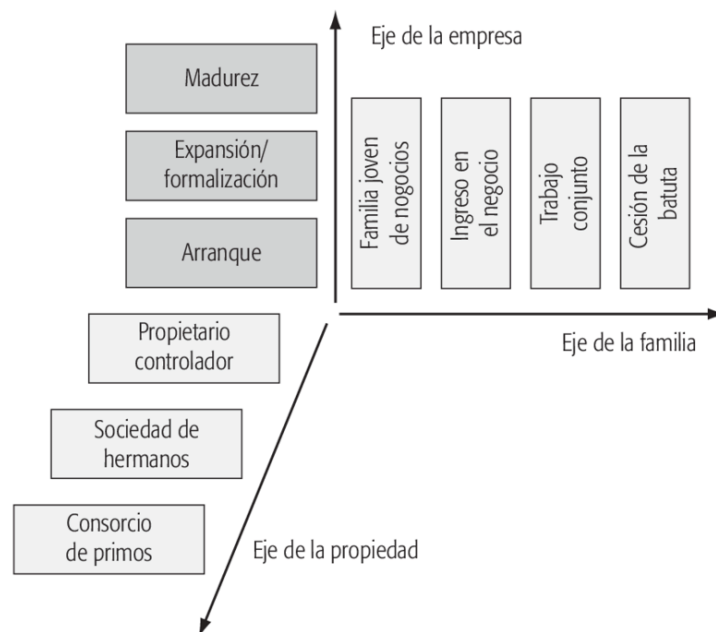 Eje de la empresa
Madurez
Expansión/
formalización
Arranque
Familia joven
de nogocios
Ingreso en
el negocio
Trabajo
conjunto
Cesión de la
batuta
Eje de la familia
Propietario
controlador
Sociedad de
hermanos
Consorcio
de primos
Eje de la propiedad